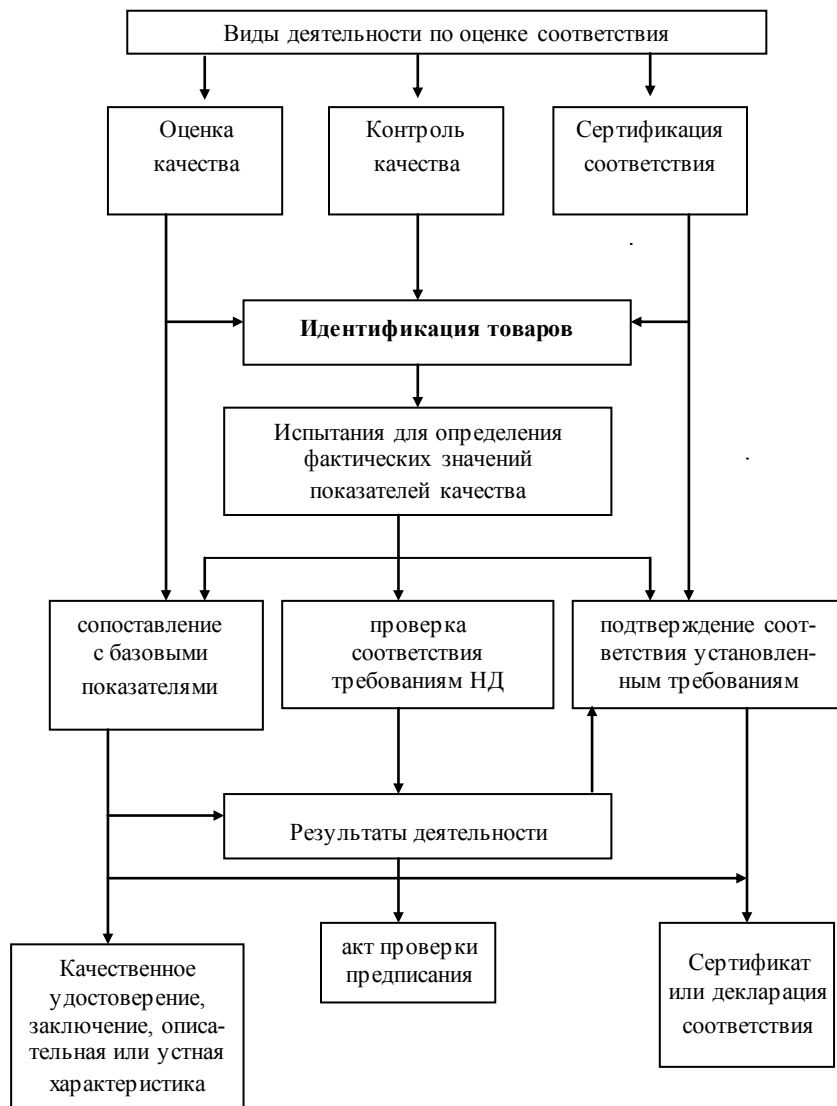 Виды деятельности по оценке соответствия
Оценка
качества
Контроль
качества
Сертификация
соответствия
Идентификация товаров
Испытания для определения
фактических значений
показателей качества
сопоставление
с базовыми
показателями
проверка
соответствия
требованиям НД
подтверждение соот-
ветствия установлен-
ным требованиям
Результаты деятельности
Качественное
удостоверение,
заключение, описа-
тельная или устная
характеристика
акт проверки
предписания
Сертификат
или декларация
соответствия